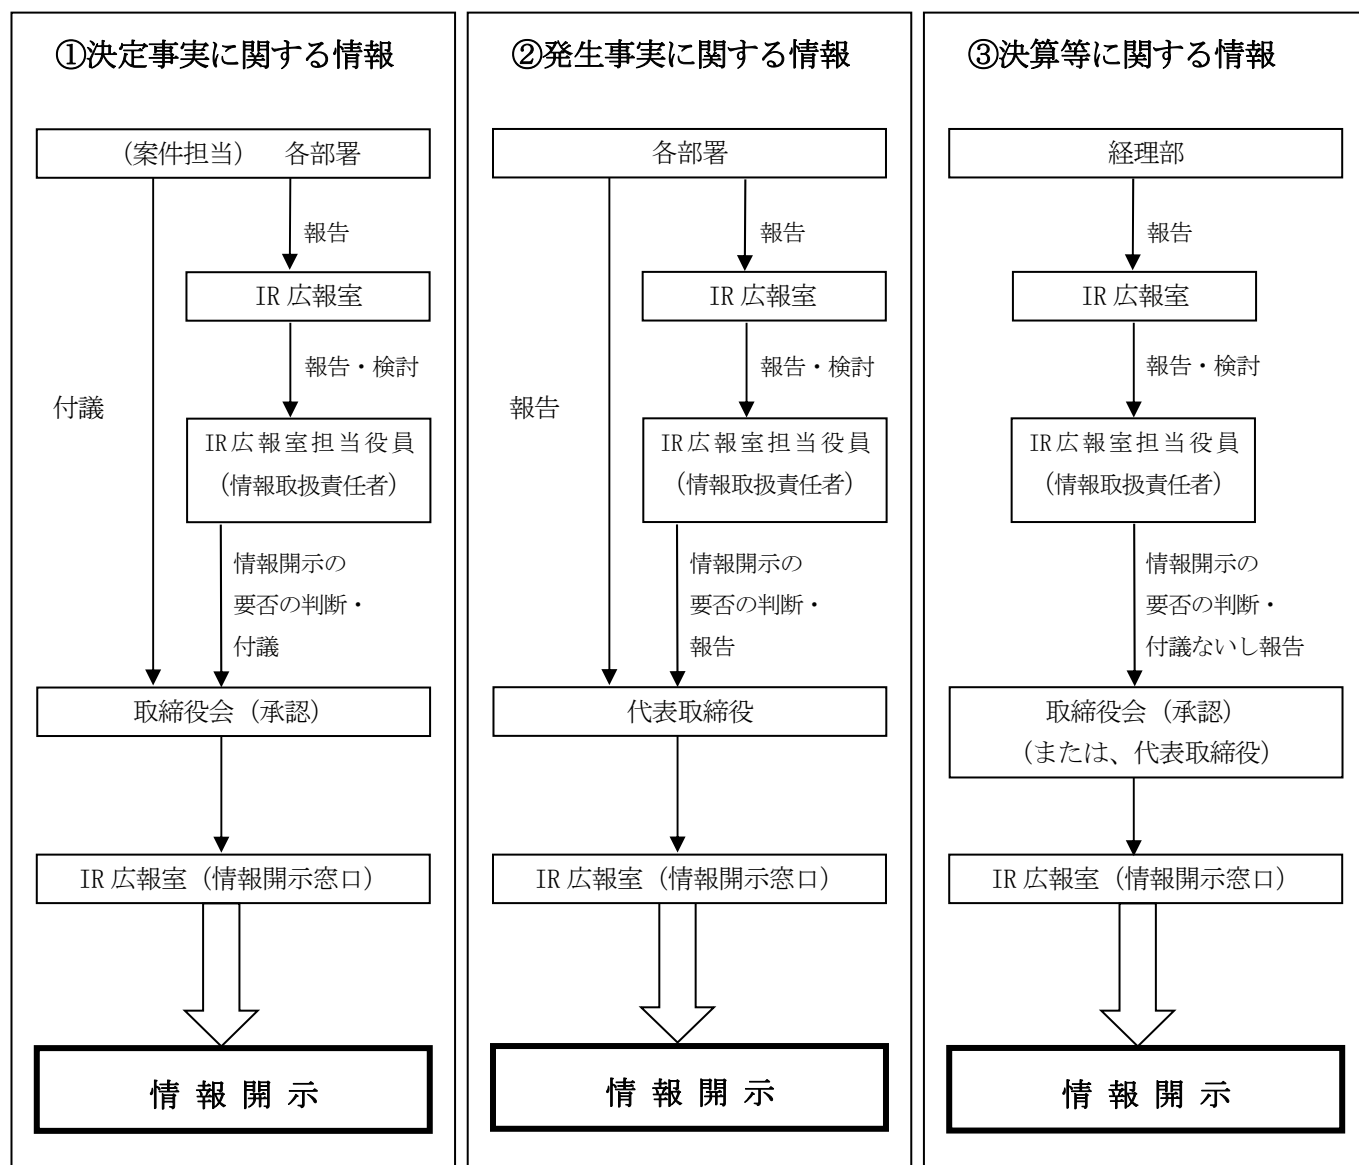 ①決定事実に関する情報
(案件担当) 各部署
報告
IR 広報室
報告・検討
付議
IR広報室担当役員
(情報取扱責任者)
情報開示の
要否の判断・
付議
取締役会(承認)
IR 広報室(情報開示窓口)
情 報 開 示
②発生事実に関する情報
各部署
報告
IR 広報室
報告・検討
報告
IR広報室担当役員
(情報取扱責任者)
情報開示の
要否の判断・
報告
代表取締役
IR 広報室(情報開示窓口)
情 報 開 示
③決算等に関する情報
経理部
報告
IR 広報室
報告・検討
IR広報室担当役員
(情報取扱責任者)
情報開示の
要否の判断・
付議ないし報告
取締役会(承認)
(または、代表取締役)
IR 広報室(情報開示窓口)
情 報 開 示